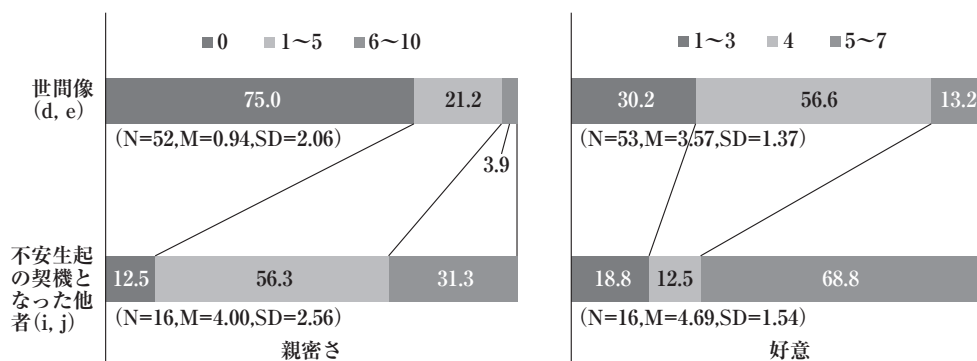 ■0 ■1〜5 ■6〜10
■1〜3 ■4 ■5〜7
世間像
(d, e)
75.0 21.2
30.2 56.6 13.2
(N=52,M=0.94,SD=2.06)
(N=53,M=3.57,SD=1.37)
3.9
不安生起
の契機と
なった他
者(i, j)
12.5 56.3 31.3
18.8 12.5 68.8
(N=16,M=4.00,SD=2.56)
(N=16,M=4.69,SD=1.54)
親密さ
好意